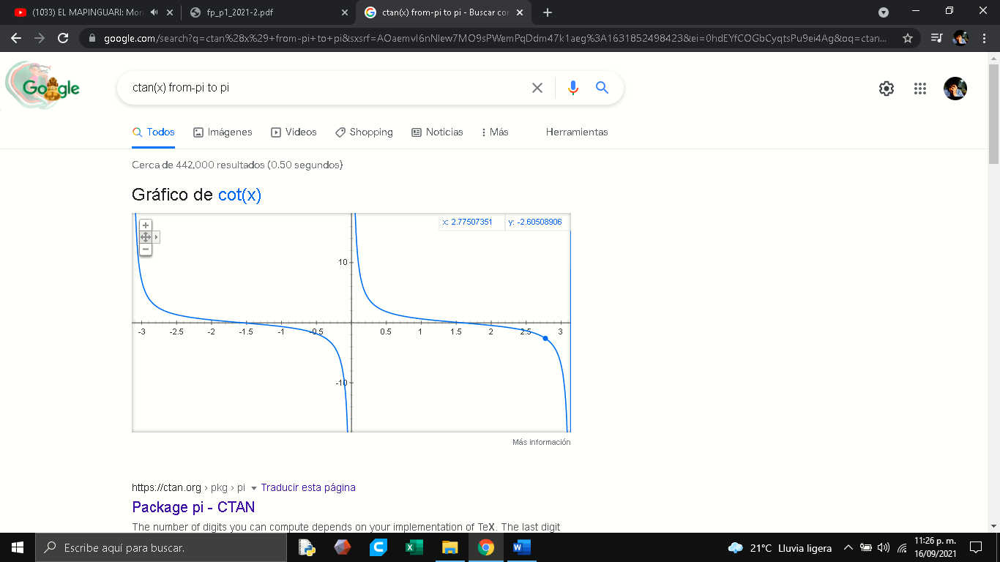 (1033) EL MAPINGUARI: Mon
fp_p1_2021-2.pdf
ctan(x) from-pi to pi - Buscar con
google.com/search?q=ctan%28x%29+from-pi+to+pi&sxsrf=AOaemvI6nNlew7MO9sPWemPqDdm47k1aeg%3A1631852498423&ei=0hdEYfCOGbCyqtsPu9ei4Ag&oq=ctan...
Google
ctan(x) from-pi to pi
Todos
Imágenes
Videos
Shopping
Noticias
Más
Herramientas
Cerca de 442,000 resultados (0.50 segundos)
Gráfico de cot(x)
x: 2.77507351
y: -2.60508906
10
-3 -2.5 -2 -1.5 -1 -0.5 0.5 1 1.5 2 2.5 3
-10
Más información
https://ctan.org › pkg › pi
Traducir esta página
Package pi - CTAN
The number of digits you can compute depends on your implementation of TeX. The last digit
Escribe aquí para buscar.
21°C Lluvia ligera
11:26 p. m.
16/09/2021